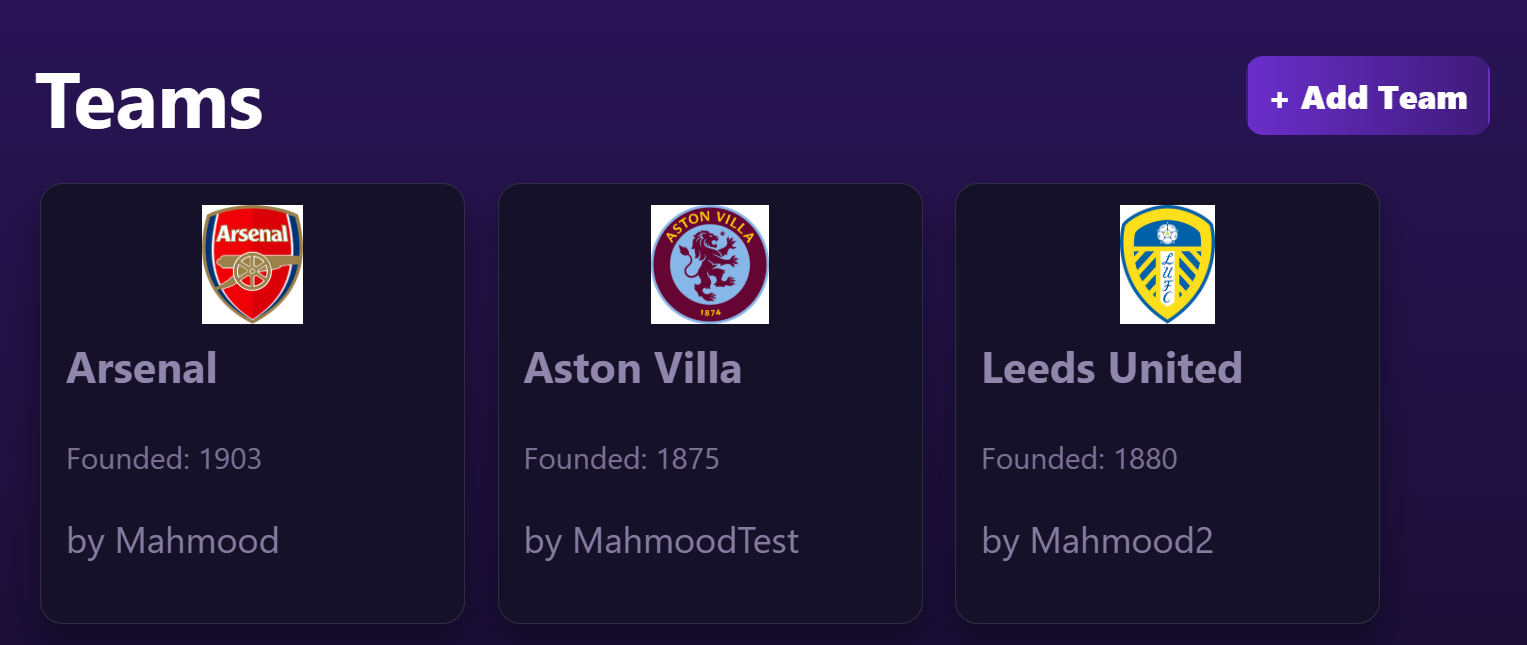 Teams
+ Add Team
Arsenal
ASTON VILLA
1874
LUFC
Arsenal
Aston Villa
Leeds United
Founded: 1903
Founded: 1875
Founded: 1880
by Mahmood
by MahmoodTest
by Mahmood2